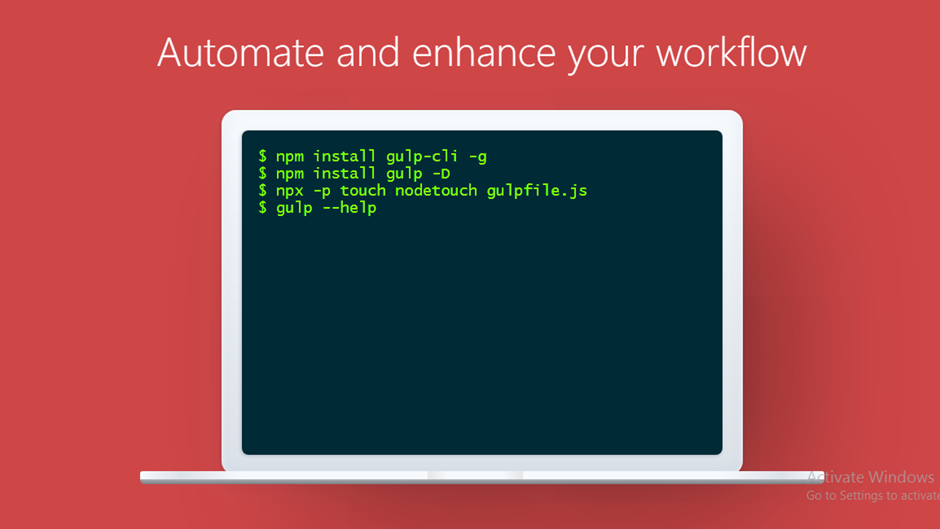 Automate and enhance your workflow
$ npm install gulp-cli -g
$ npm install gulp -D
$ npx -p touch nodetouch gulpfile.js
$ gulp --help
Activate Windows
Go to Settings to activate